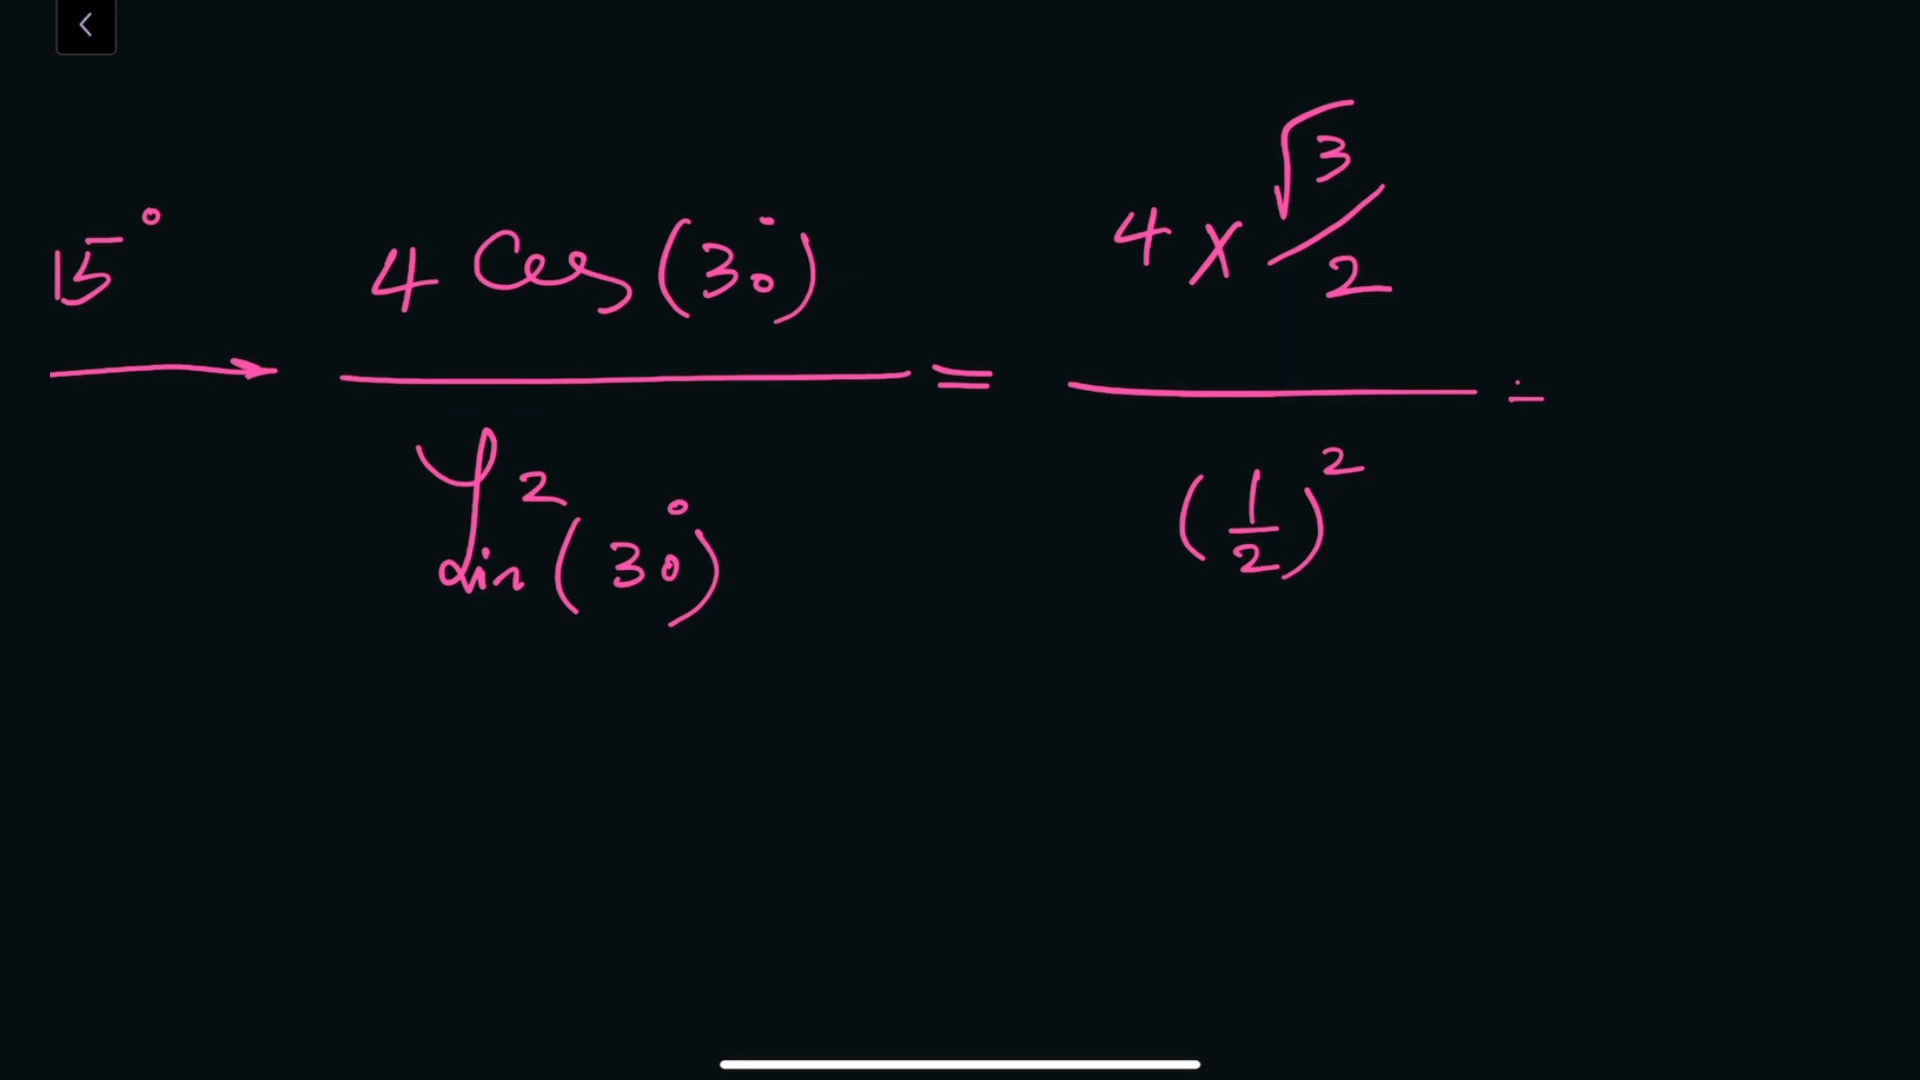 15° → 4 Cos(30°) / sin²(30°) = 4 × √3/2 / (1/2)² =